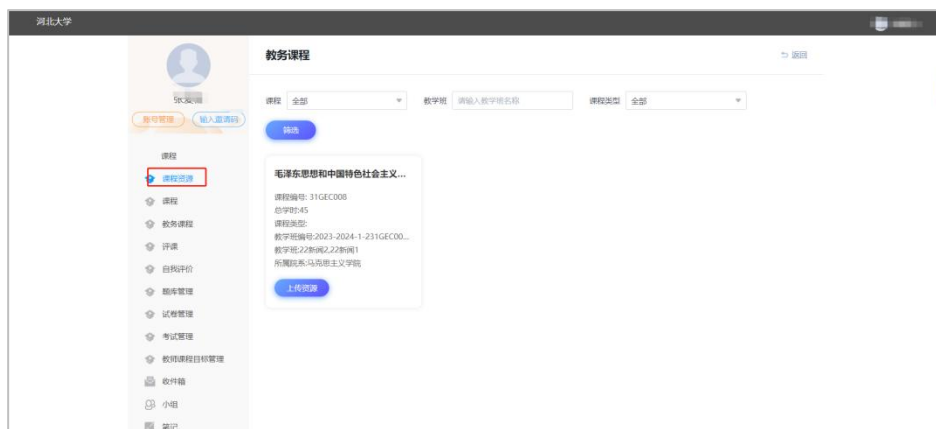 河北大学
教务课程
返回
账号管理
输入邀请码
课程 全部
教学班 请输入教学班名称
课程类型 全部
筛选
课程
课程资源
课程
教务课程
评课
自我评价
题库管理
试卷管理
考试管理
教师课程目标管理
收件箱
小组
笔记
毛泽东思想和中国特色社会主义...
课程编号: 31GEC008
总学时:45
课程类型:
教学班编号:2023-2024-1-231GEC00...
教学班:22新闻2,22新闻1
所属院系:马克思主义学院
上传资源